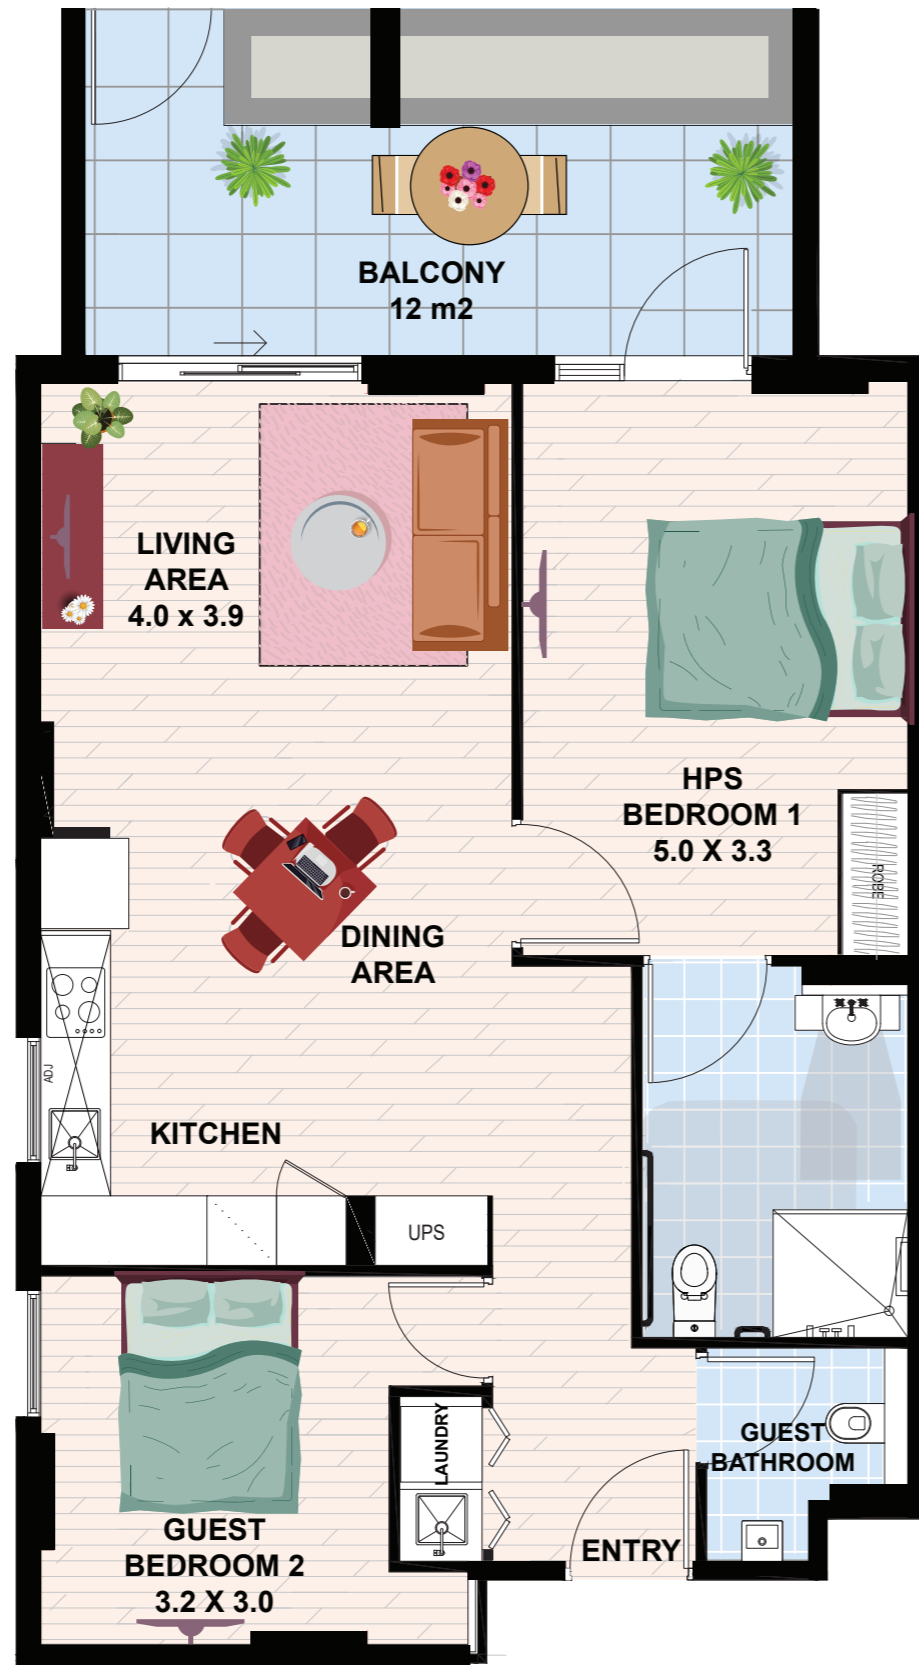 BALCONY
12 m2
LIVING
AREA
4.0 x 3.9
HPS
BEDROOM 1
5.0 X 3.3
ROBE
DINING
AREA
ADJ
KITCHEN
UPS
LAUNDRY
GUEST
BATHROOM
GUEST
BEDROOM 2
3.2 X 3.0
ENTRY